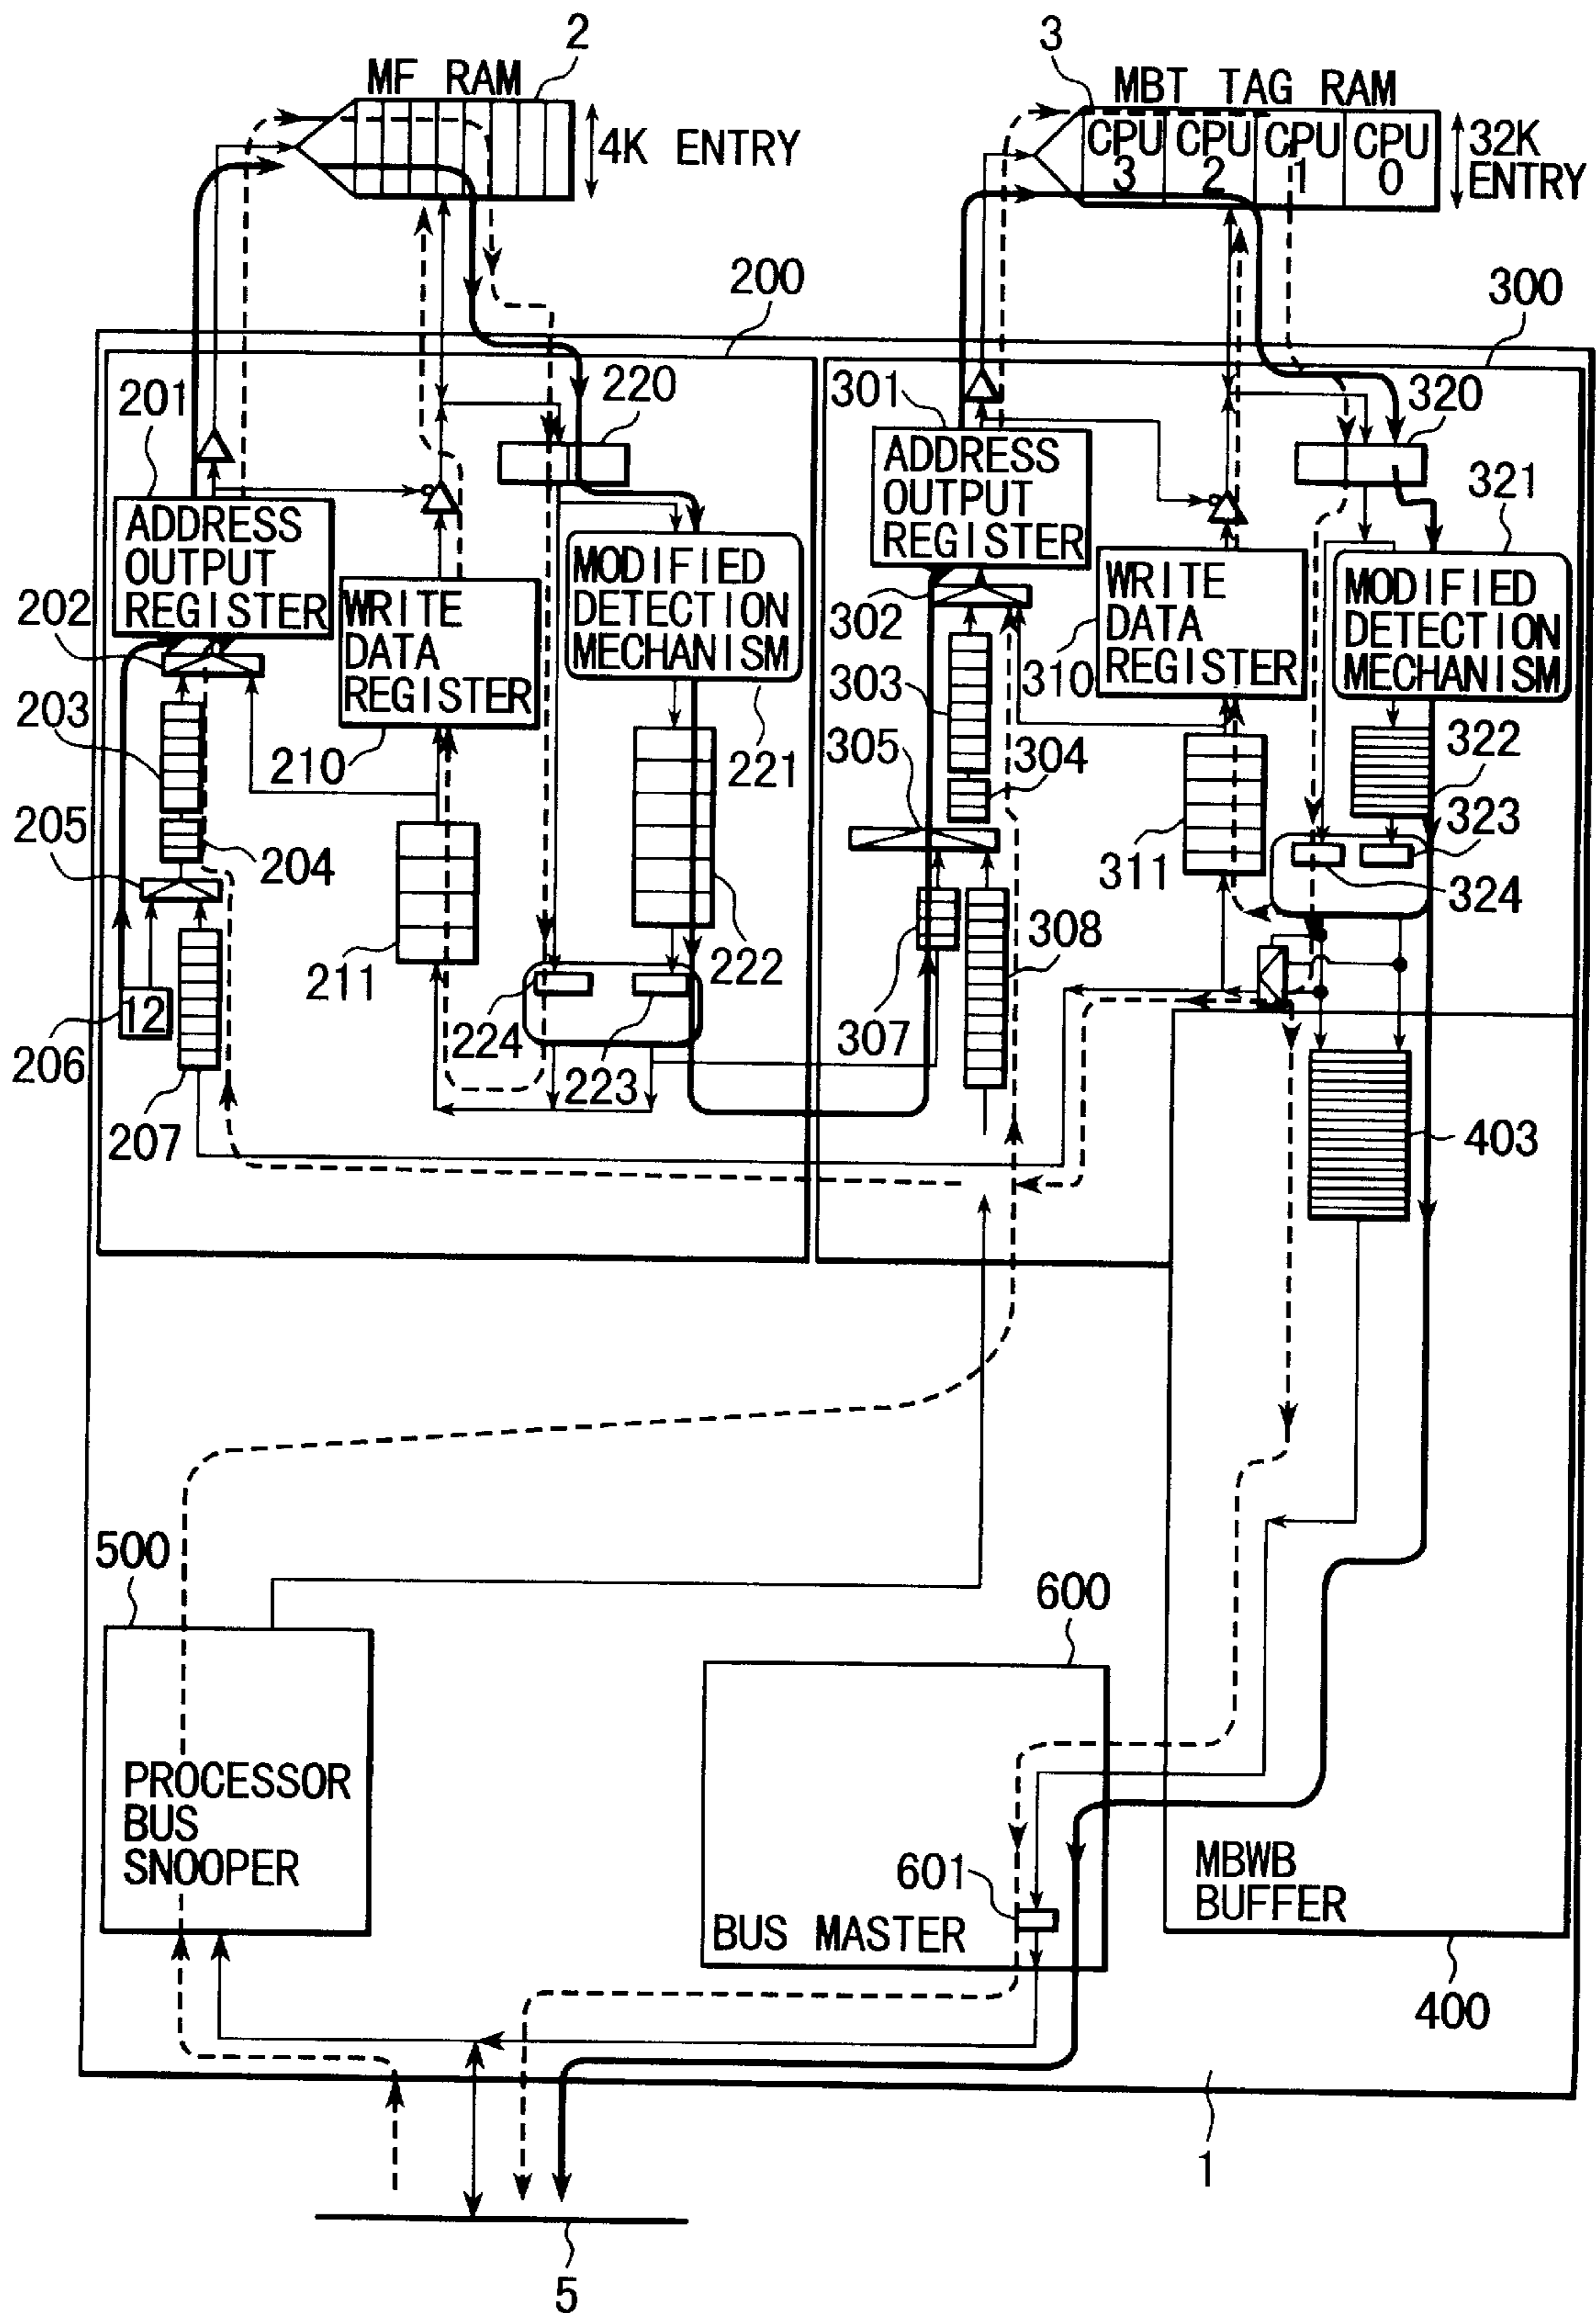 2
3
MF RAM
MBT TAG RAM
4K ENTRY
CPU
3
CPU
2
CPU
1
CPU
0
32K
ENTRY
200
300
201
220
301
320
ADDRESS
OUTPUT
REGISTER
ADDRESS
OUTPUT
REGISTER
321
202
WRITE
DATA
REGISTER
MODIFIED
DETECTION
MECHANISM
302
WRITE
DATA
REGISTER
MODIFIED
DETECTION
MECHANISM
203
210
221
303
310
304
322
205
204
305
323
211
222
311
324
12
308
206
224
223
307
207
403
500
600
PROCESSOR
BUS
SNOOPER
601
BUS MASTER
MBWB
BUFFER
400
1
5